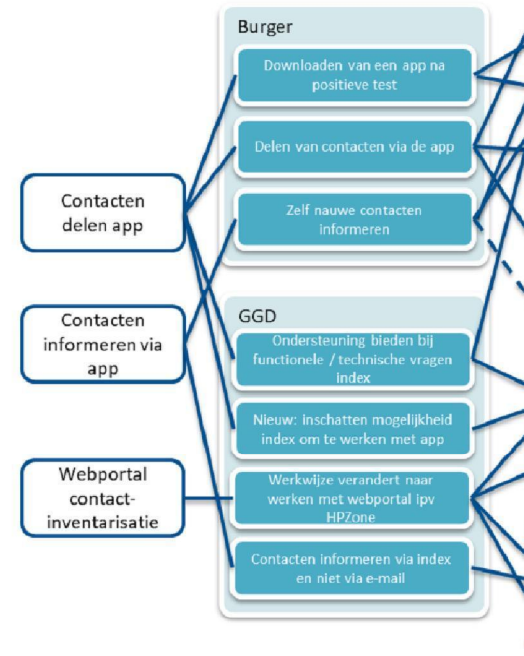 Burger
Downloaden van een app na
positieve test
Delen van contacten via de app
Zelf nauwe contacten
informeren
Contacten
delen app
Contacten
informeren via
app
Webportal
contact-
inventarisatie
GGD
Ondersteuning bieden bij
functionele / technische vragen
index
Nieuw: inschatten mogelijkheid
index om te werken met app
Werkwijze verandert naar
werken met webportal ipv
HPZone
Contacten informeren via index
en niet via e-mail